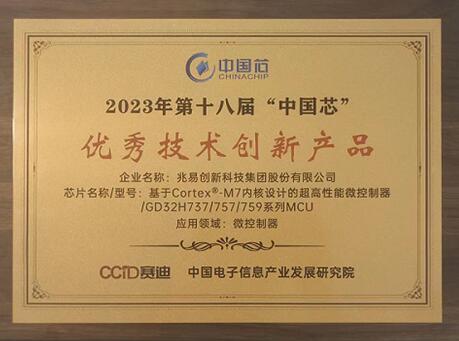 中国芯
CHINACHIP
2023年第十八届“中国芯”
优秀技术创新产品
企业名称：兆易创新科技集团股份有限公司
芯片名称/型号：基于Cortex®-M7内核设计的超高性能微控制器
/GD32H737/757/759系列MCU
应用领域：微控制器
CCID赛迪 中国电子信息产业发展研究院